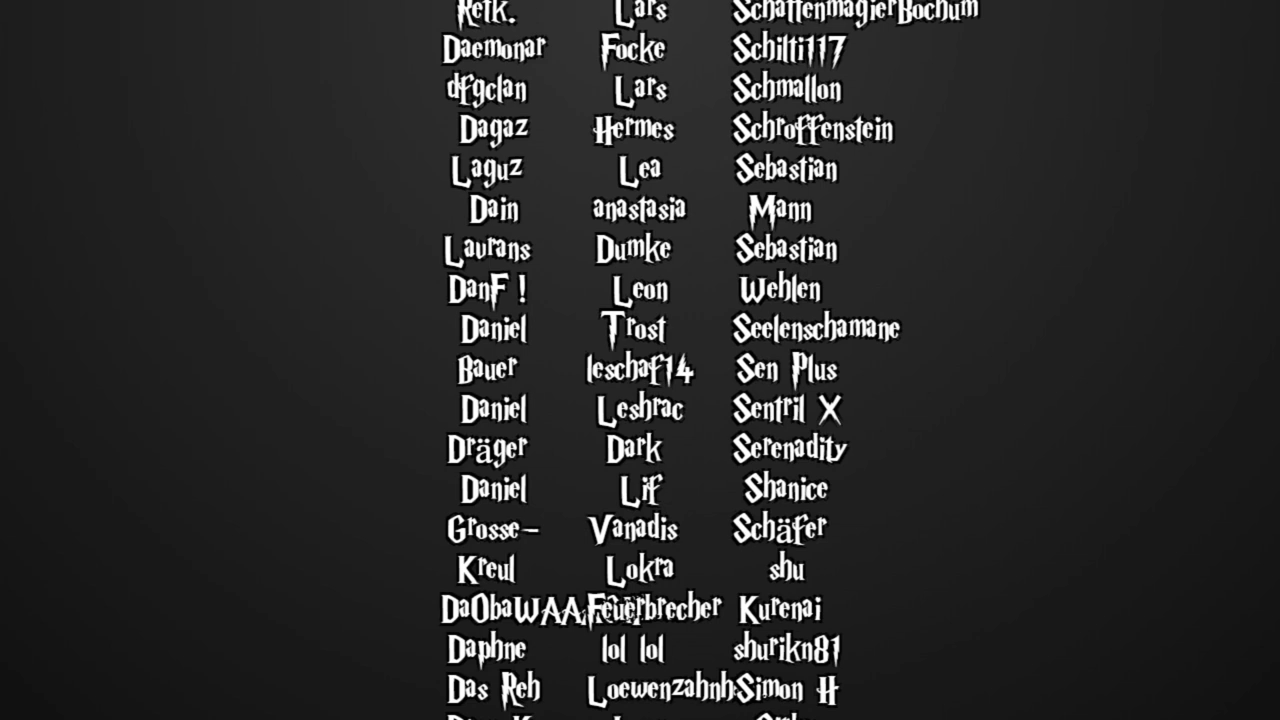 Retk. Lars SchattenmagierBochum
Daemonar Focke Schilti117
dfgclan Lars Schmallon
Dagaz Hermes Schroffenstein
Laguz Lea Sebastian
Dain anastasia Mann
Laurans Dumke Sebastian
DanF ! Leon Wehlen
Daniel Trost Seelenschamane
Bauer leschaf14 Sen Plus
Daniel Leshrac Sentril X
Dräger Dark Serenadity
Daniel Lif Shanice
Grosse- Vanadis Schäfer
Kreul Lokra shu
Feuerbrecher Kurenai
Daphne lol lol shurikn81
Das Reh Simon H